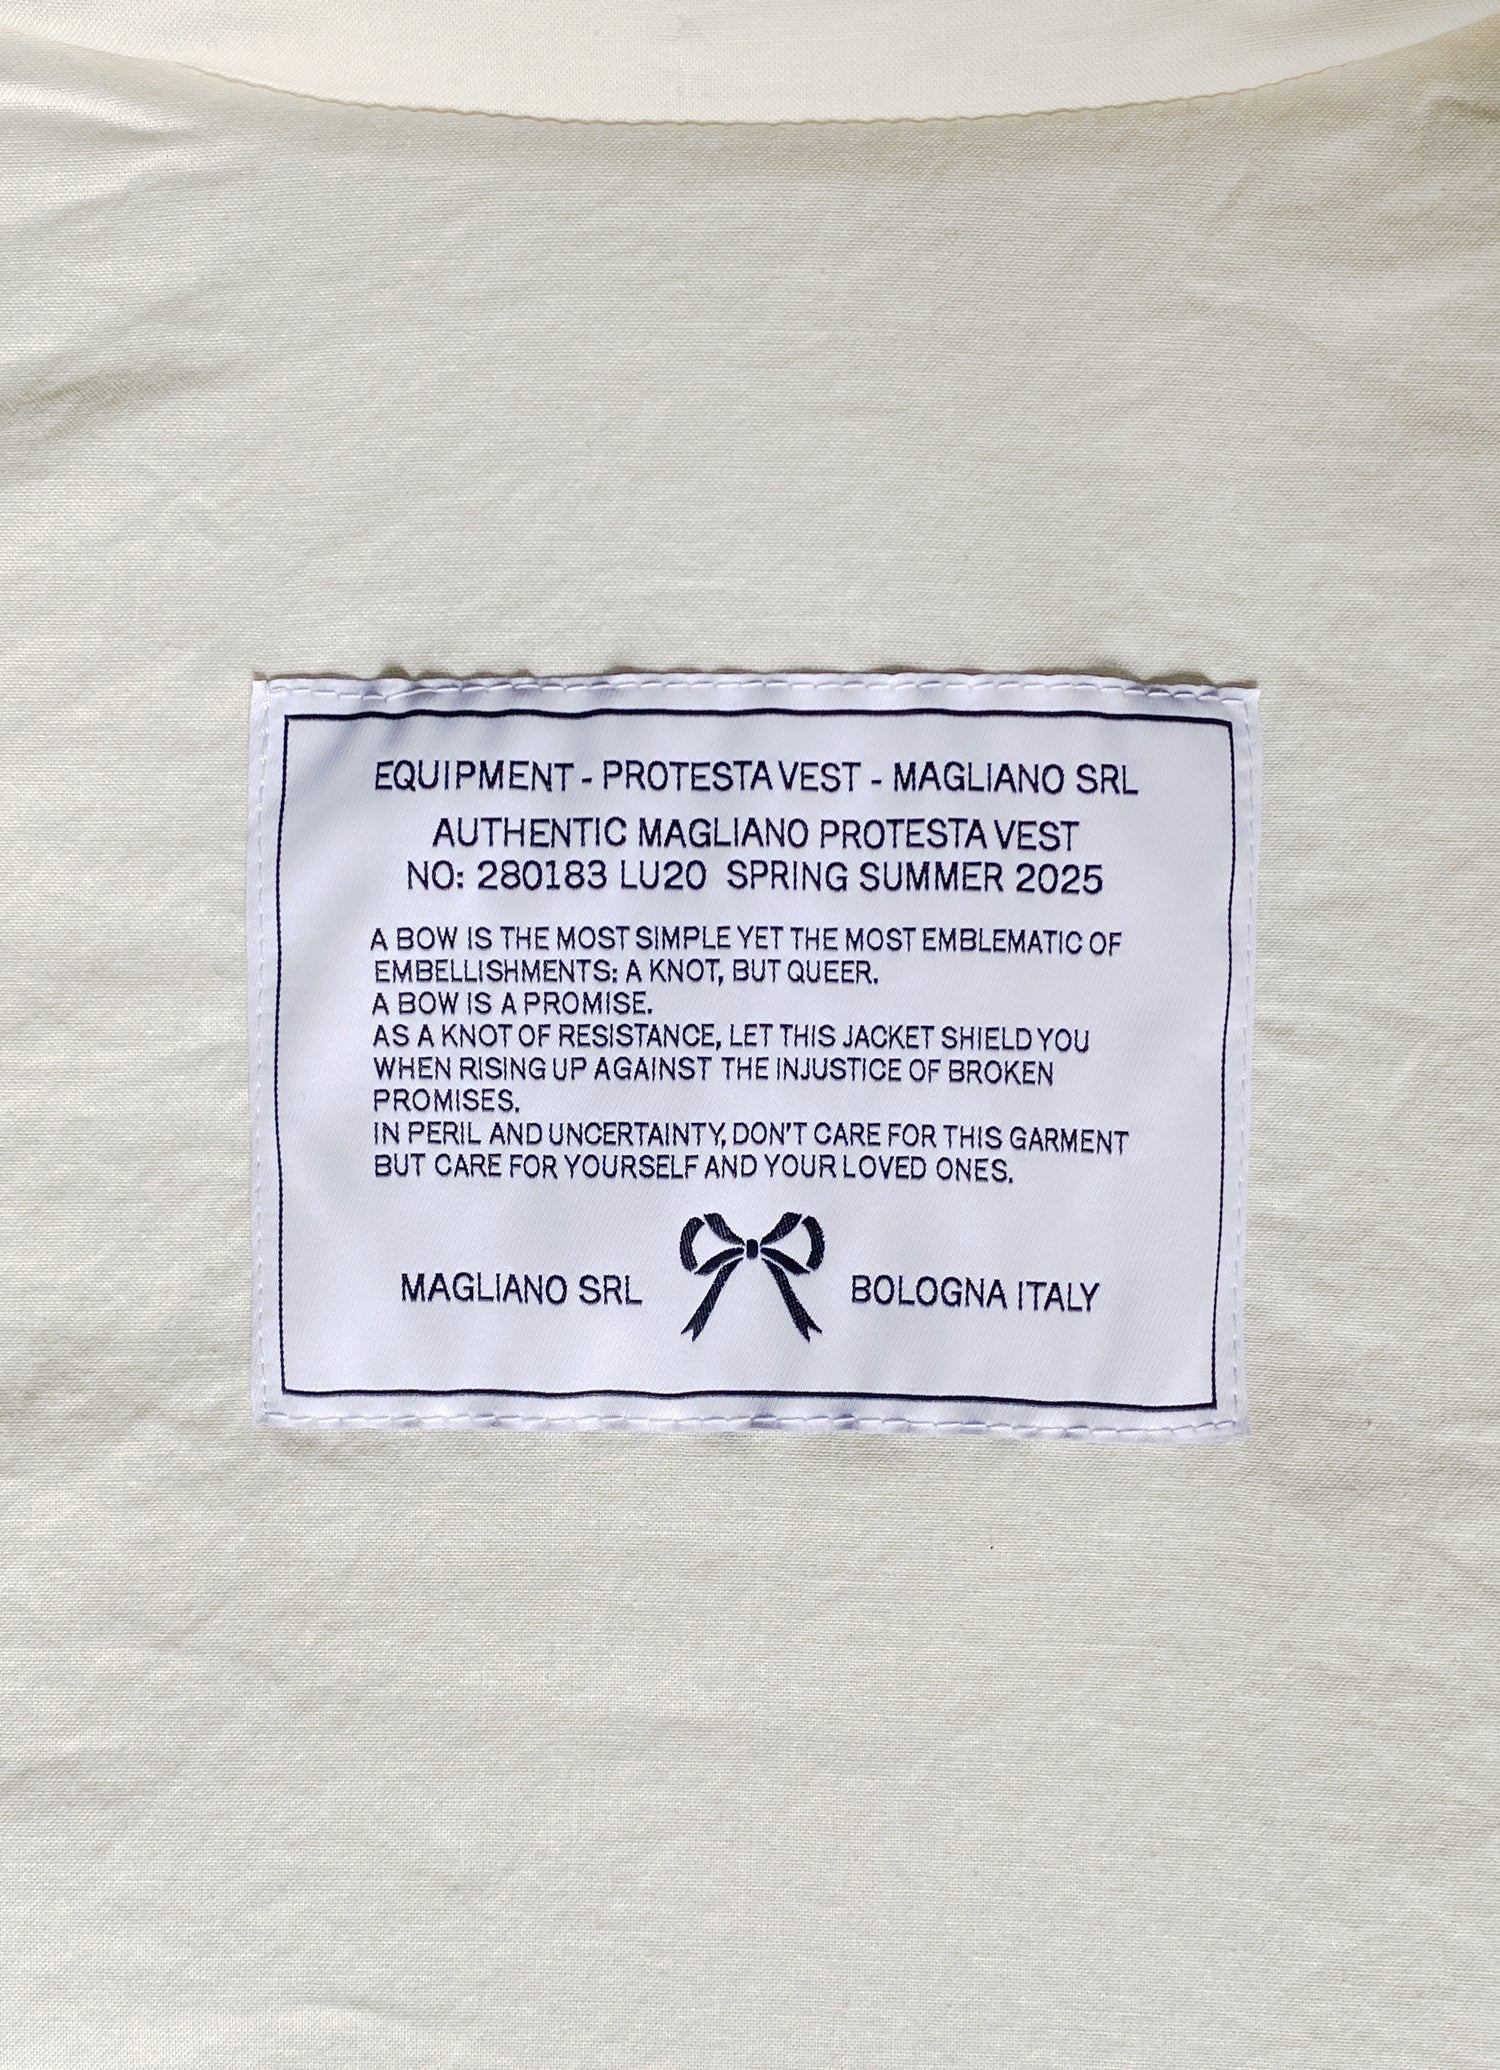 EQUIPMENT - PROTESTA VEST - MAGLIANO SRL
AUTHENTIC MAGLIANO PROTESTA VEST
NO: 280183 LU20 SPRING SUMMER 2025
A BOW IS THE MOST SIMPLE YET THE MOST EMBLEMATIC OF
EMBELLISHMENTS: A KNOT, BUT QUEER.
A BOW IS A PROMISE.
AS A KNOT OF RESISTANCE, LET THIS JACKET SHIELD YOU
WHEN RISING UP AGAINST THE INJUSTICE OF BROKEN
PROMISES.
IN PERIL AND UNCERTAINTY, DON'T CARE FOR THIS GARMENT
BUT CARE FOR YOURSELF AND YOUR LOVED ONES.
MAGLIANO SRL BOLOGNA ITALY